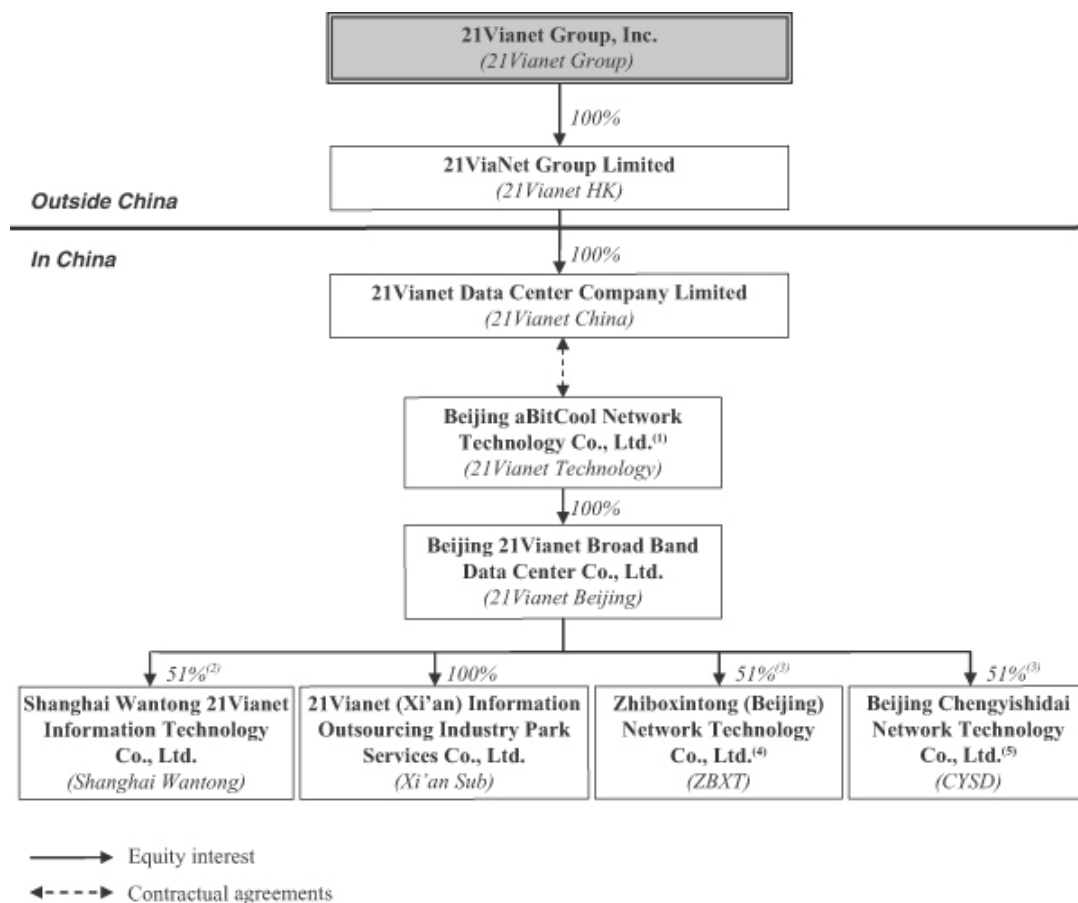 21Vianet Group, Inc.
(21Vianet Group)
100%
21ViaNet Group Limited
(21Vianet HK)
Outside China
In China
100%
21Vianet Data Center Company Limited
(21Vianet China)
Beijing aBitCool Network
Technology Co., Ltd.(1)
(21Vianet Technology)
100%
Beijing 21Vianet Broad Band
Data Center Co., Ltd.
(21Vianet Beijing)
51%(2)
Shanghai Wantong 21Vianet
Information Technology
Co., Ltd.
(Shanghai Wantong)
100%
21Vianet (Xi'an) Information
Outsourcing Industry Park
Services Co., Ltd.
(Xi'an Sub)
51%(3)
Zhiboxintong (Beijing)
Network Technology
Co., Ltd.(4)
(ZBXT)
51%(3)
Beijing Chengyishidai
Network Technology
Co., Ltd.(5)
(CYSD)
Equity interest
Contractual agreements